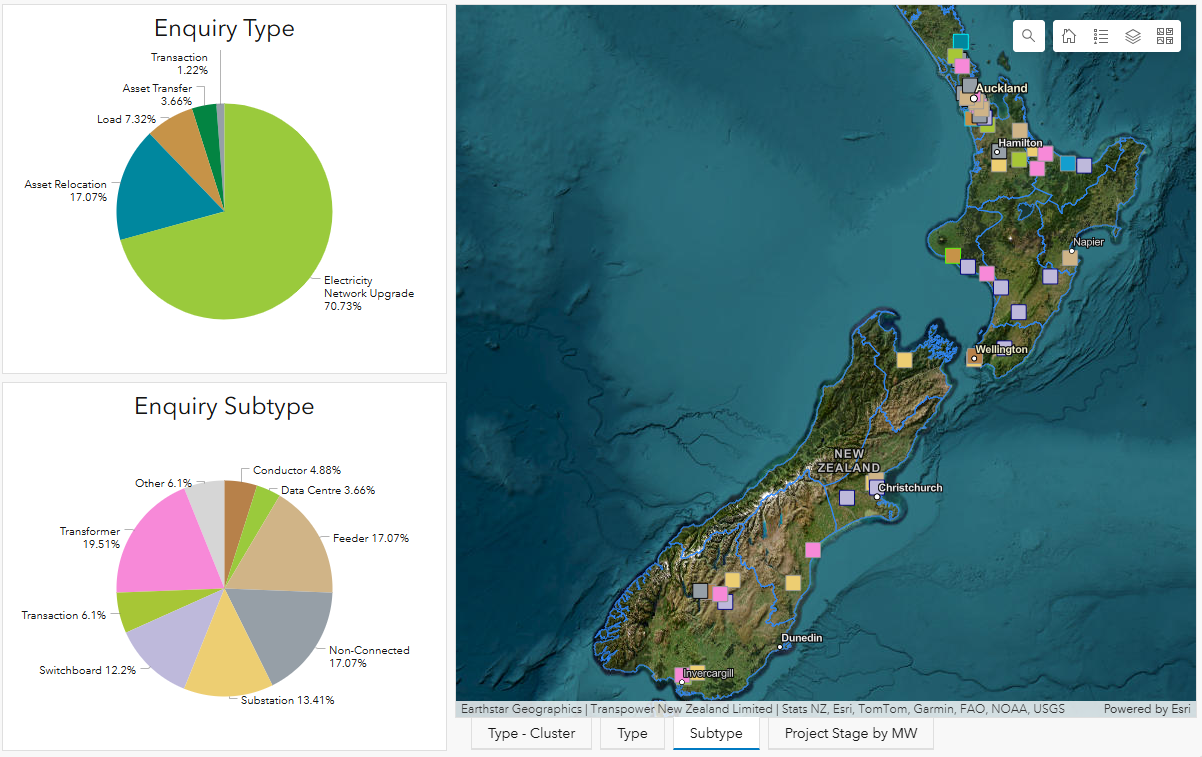 Enquiry Type
Transaction
1.22%
Asset Transfer
3.66%
Load 7.32%
Asset Relocation
17.07%
Electricity
Network Upgrade
70.73%
Enquiry Subtype
Conductor 4.88%
Data Centre 3.66%
Other 6.1%
Transformer
19.51%
Feeder 17.07%
Transaction 6.1%
Non-Connected
17.07%
Switchboard 12.2%
Substation 13.41%
Auckland
Hamilton
Napier
Wellington
NEW
ZEALAND
Christchurch
Dunedin
Invercargill
Earthstar Geographics | Transpower New Zealand Limited | Stats NZ, Esri, TomTom, Garmin, FAO, NOAA, USGS
Powered by Esri
Type - Cluster
Type
Subtype
Project Stage by MW